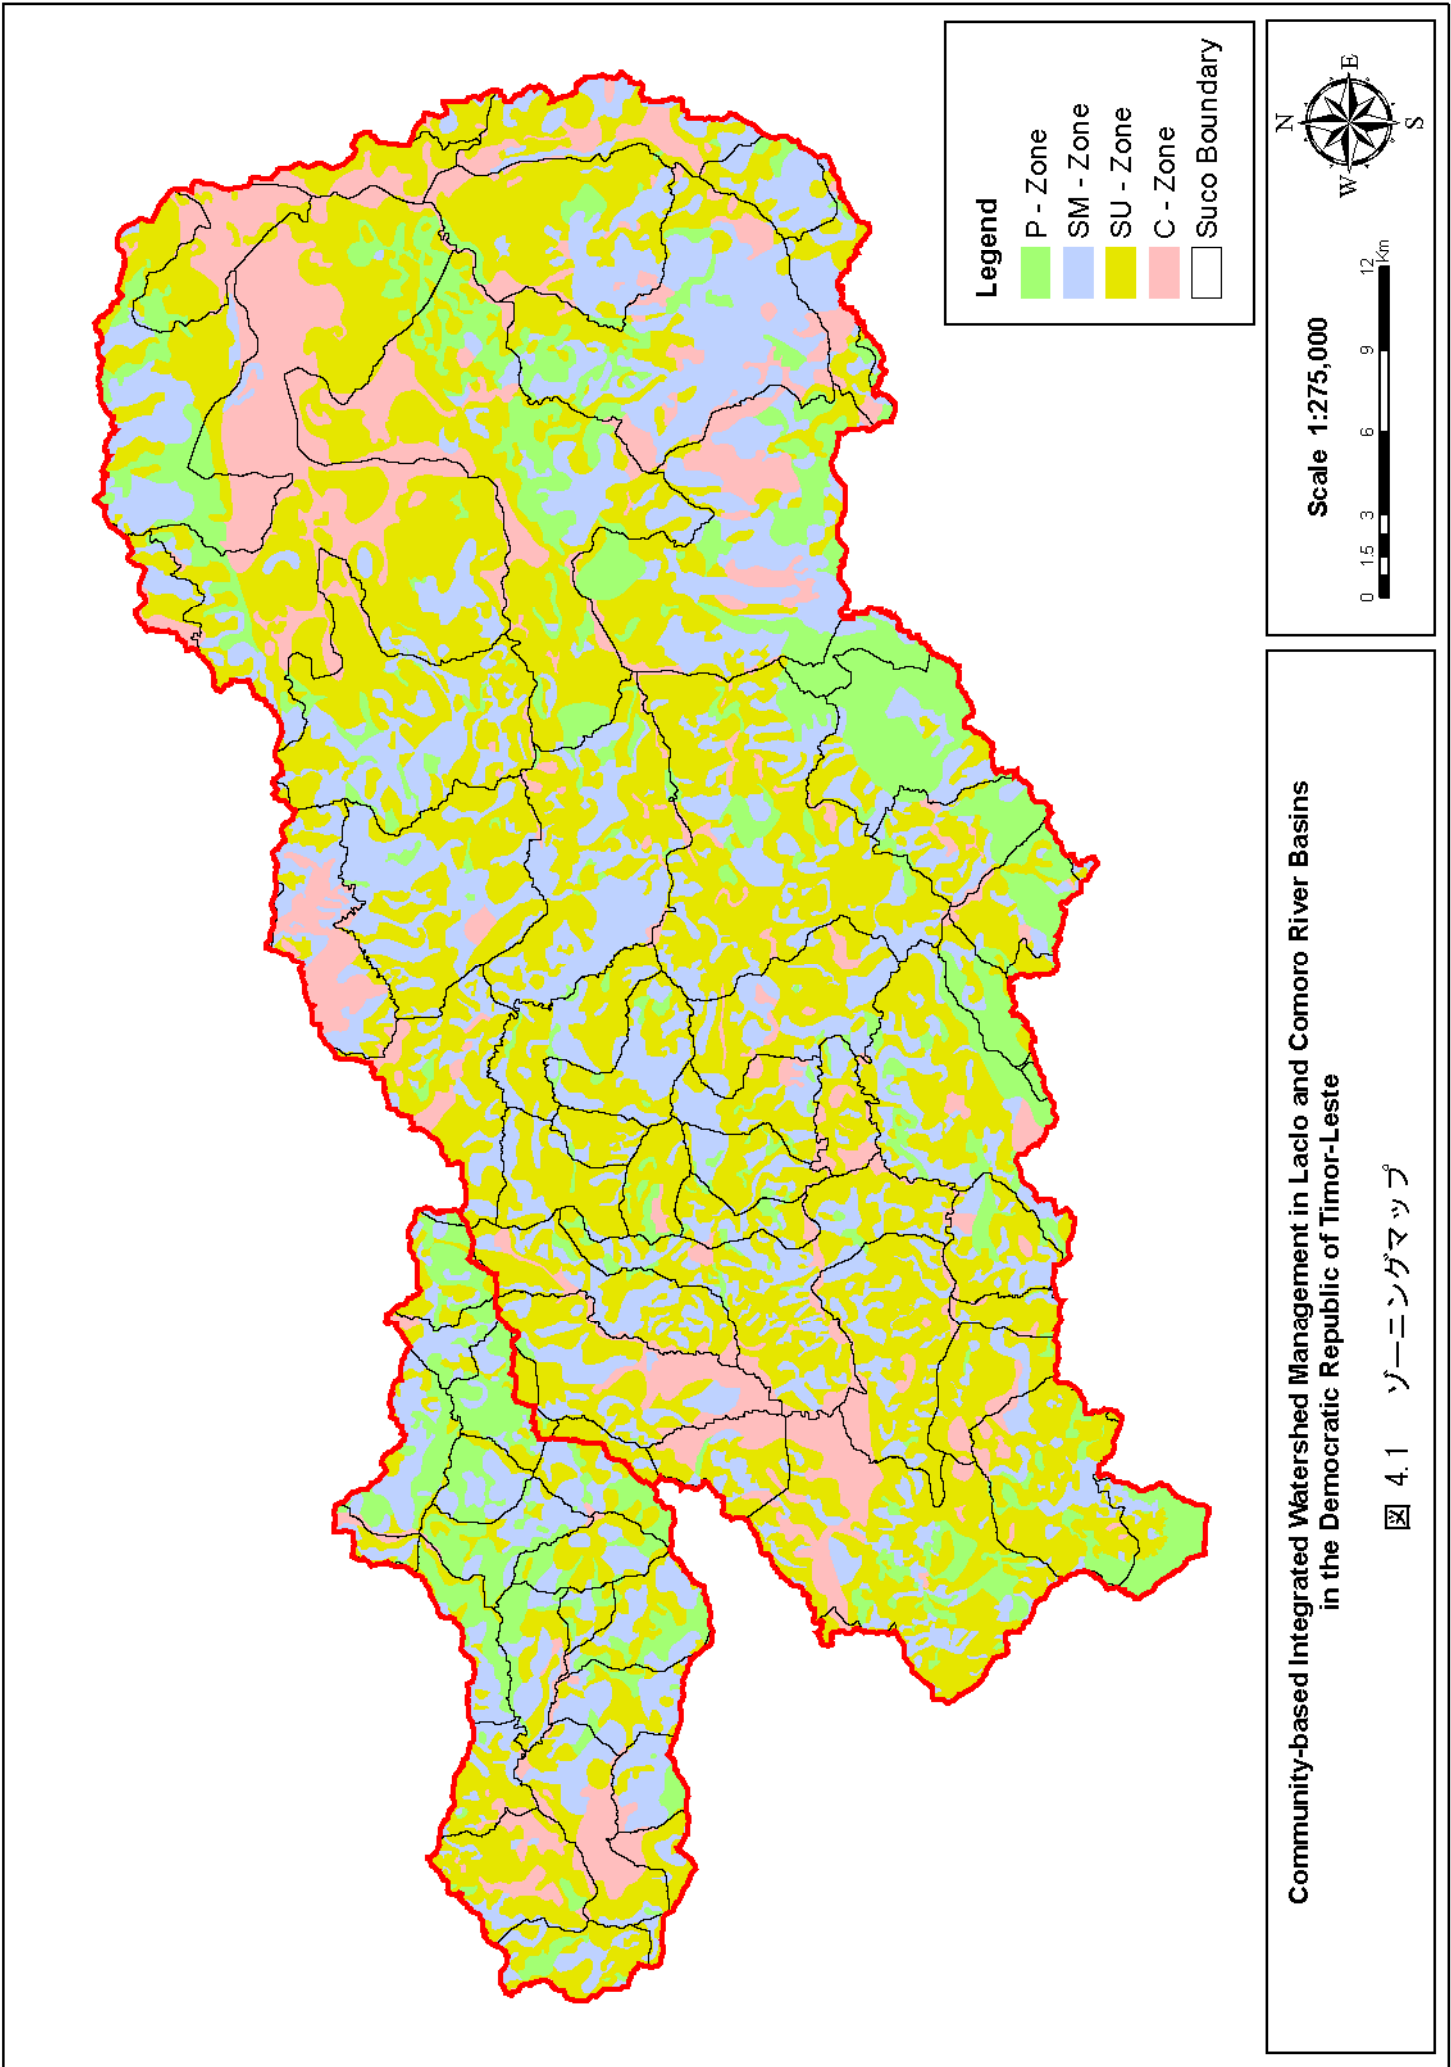 Legend
P - Zone
SM - Zone
SU - Zone
C - Zone
Suco Boundary
N
W
E
S
Scale 1:275,000
0 1.5 3 6 9 12
km
Community-based Integrated Watershed Management in Laclo and Comoro River Basins
in the Democratic Republic of Timor-Leste
図 4.1 ゾーニングマップ